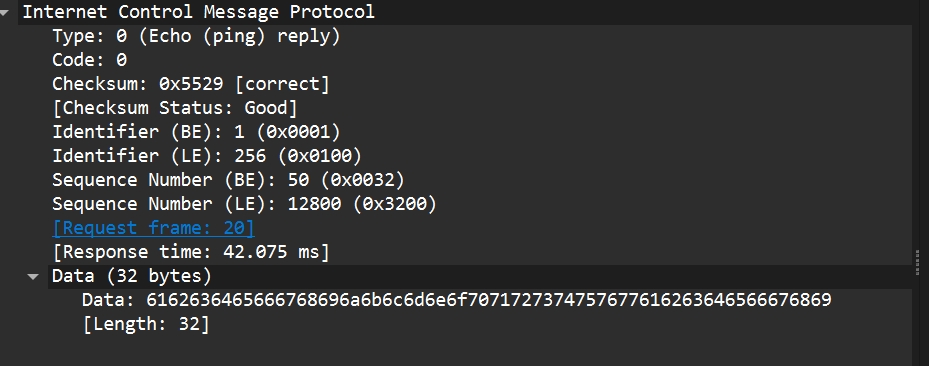 Internet Control Message Protocol
Type: 0 (Echo (ping) reply)
Code: 0
Checksum: 0x5529 [correct]
[Checksum Status: Good]
Identifier (BE): 1 (0x0001)
Identifier (LE): 256 (0x0100)
Sequence Number (BE): 50 (0x0032)
Sequence Number (LE): 12800 (0x3200)
[Request frame: 20]
[Response time: 42.075 ms]
Data (32 bytes)
Data: 6162636465666768696a6b6c6d6e6f7071727374757677616263646566676869
[Length: 32]